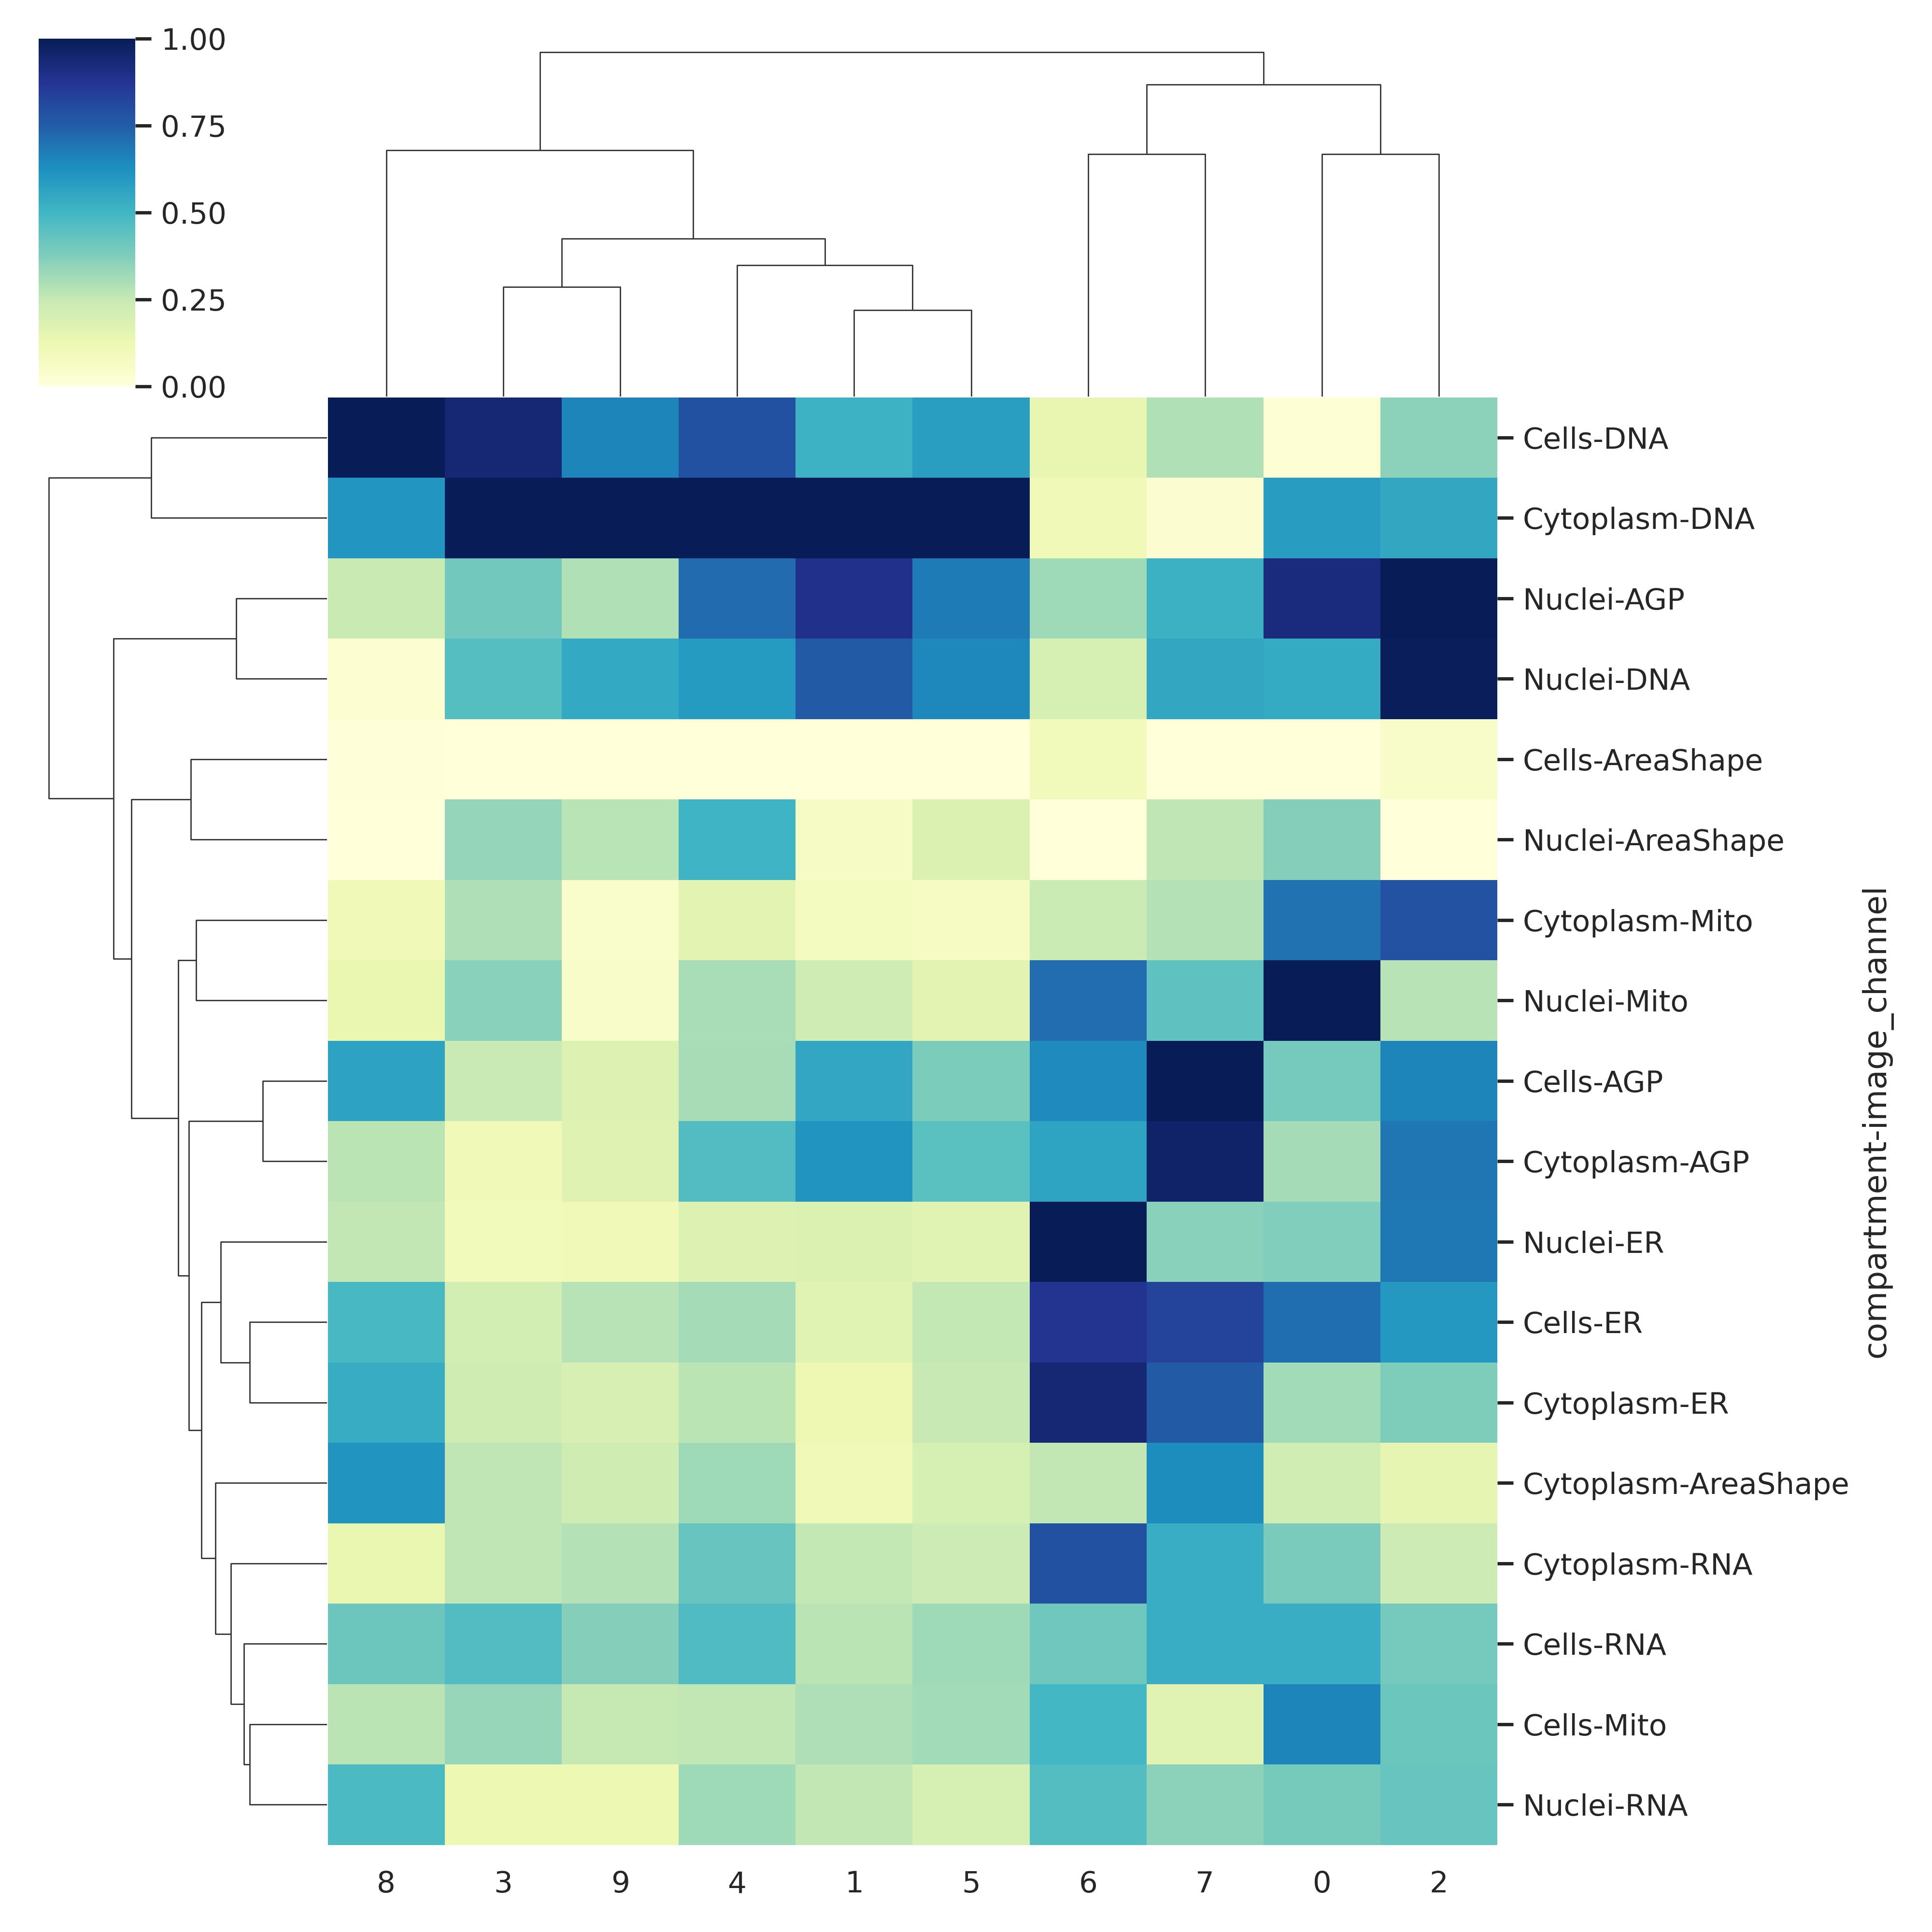 1.00
0.75
0.50
0.25
0.00
Cells-DNA
Cytoplasm-DNA
Nuclei-AGP
Nuclei-DNA
Cells-AreaShape
Nuclei-AreaShape
Cytoplasm-Mito
Nuclei-Mito
Cells-AGP
Cytoplasm-AGP
Nuclei-ER
Cells-ER
Cytoplasm-ER
Cytoplasm-AreaShape
Cytoplasm-RNA
Cells-RNA
Cells-Mito
Nuclei-RNA
compartment-image_channel
8 3 9 4 1 5 6 7 0 2